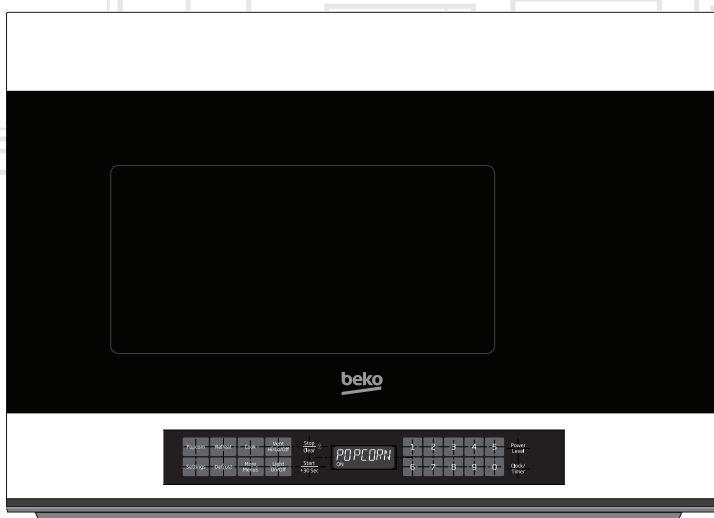 beko
Popcorn Reheat Cook Vent Hi/Lo/Off Stop Clear
POPCORN
ON
1 2 3 4 5 Power Level
Settings Defrost More Menus Light On/Off Start +30 Sec
6 7 8 9 0 Clock/ Timer